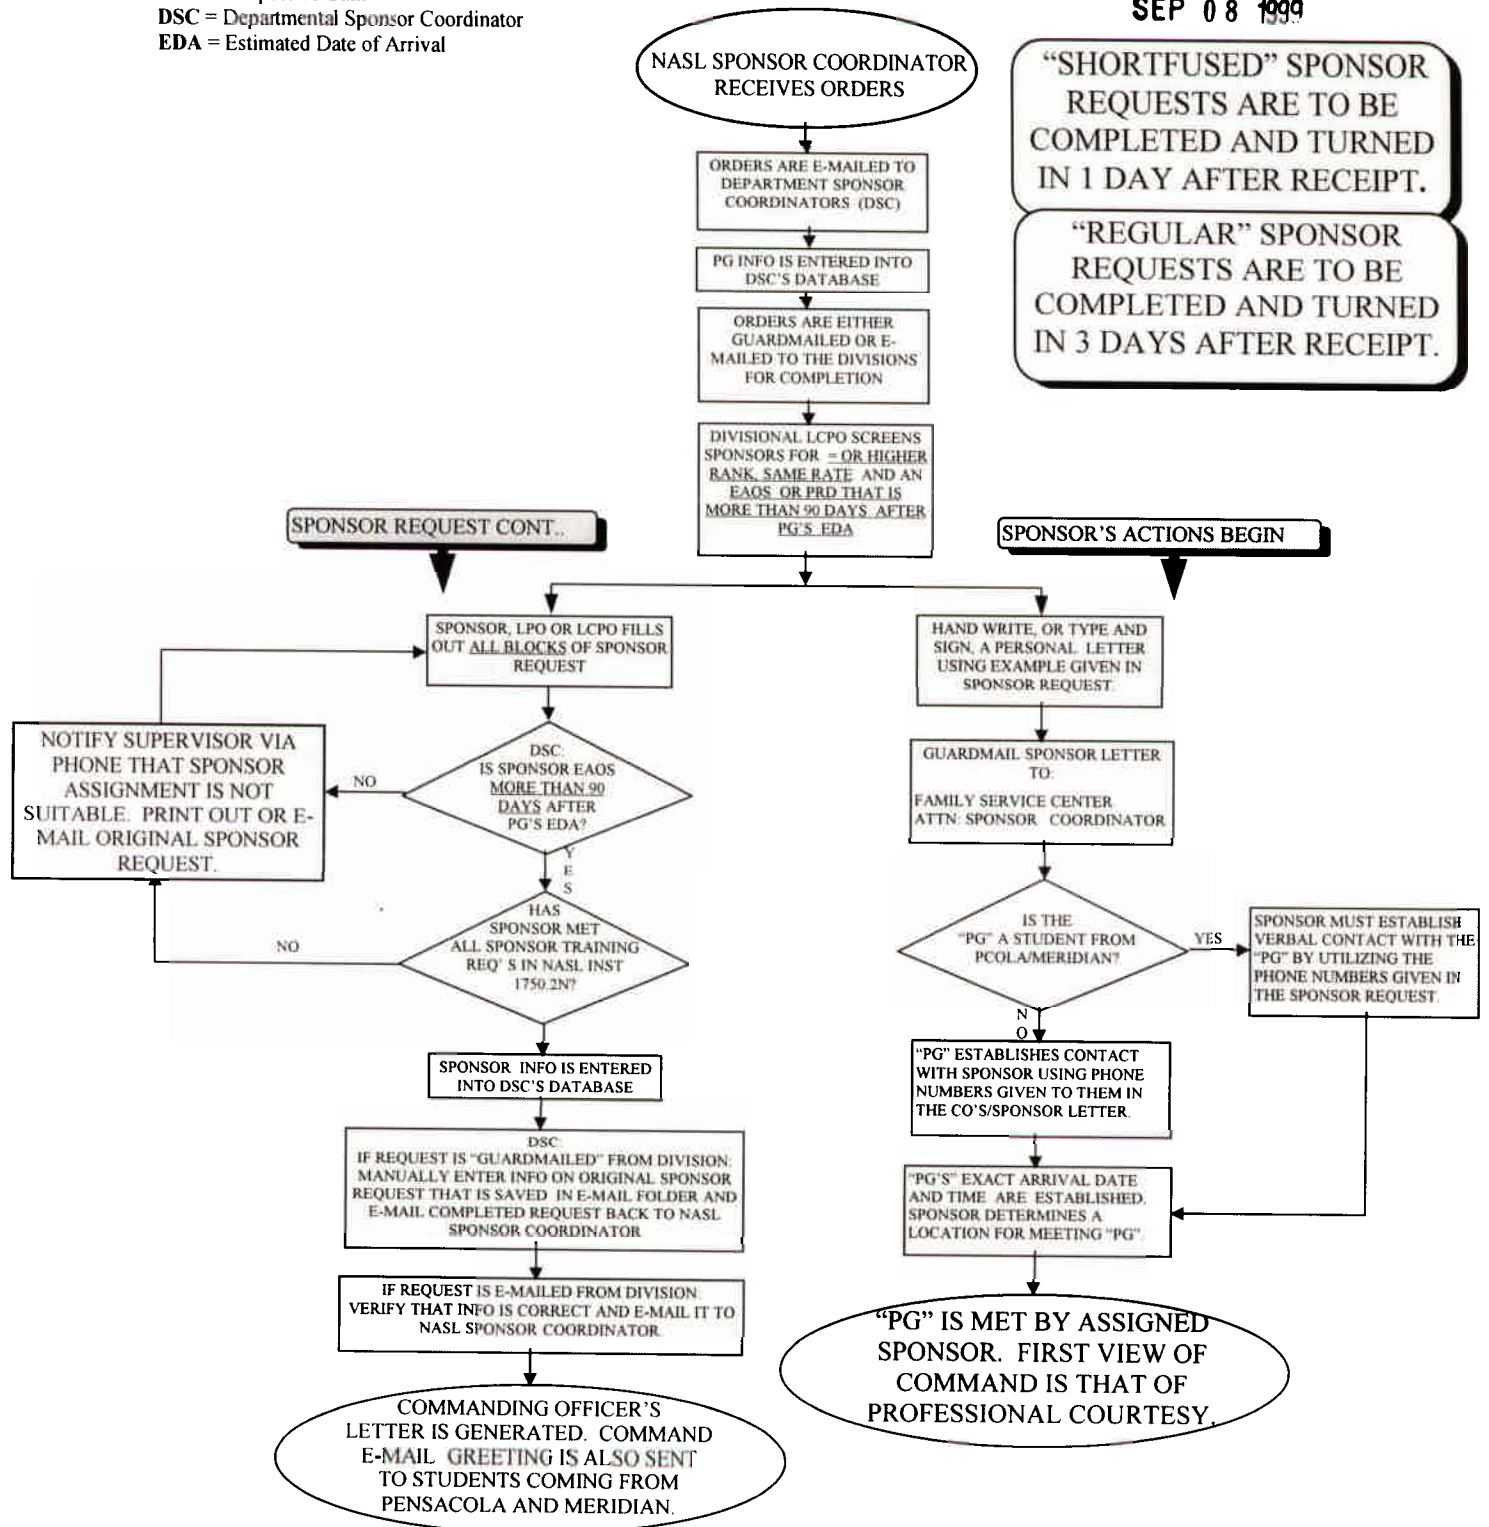 DSC = Departmental Sponsor Coordinator
EDA = Estimated Date of Arrival
SEP 08 1999
NASL SPONSOR COORDINATOR
RECEIVES ORDERS
"SHORTFUSED" SPONSOR
REQUESTS ARE TO BE
COMPLETED AND TURNED
IN 1 DAY AFTER RECEIPT.
"REGULAR" SPONSOR
REQUESTS ARE TO BE
COMPLETED AND TURNED
IN 3 DAYS AFTER RECEIPT.
ORDERS ARE E-MAILED TO
DEPARTMENT SPONSOR
COORDINATORS (DSC)
PG INFO IS ENTERED INTO
DSC'S DATABASE
ORDERS ARE EITHER
GUARDMAILED OR E-
MAILED TO THE DIVISIONS
FOR COMPLETION
DIVISIONAL LCPO SCREENS
SPONSORS FOR = OR HIGHER
RANK, SAME RATE AND AN
EAOS OR PRD THAT IS
MORE THAN 90 DAYS AFTER
PG'S EDA
SPONSOR REQUEST CONT..
SPONSOR, LPO OR LCPO FILLS
OUT ALL BLOCKS OF SPONSOR
REQUEST
DSC:
IS SPONSOR EAOS
MORE THAN 90
DAYS AFTER
PG'S EDA?
NO
NOTIFY SUPERVISOR VIA
PHONE THAT SPONSOR
ASSIGNMENT IS NOT
SUITABLE. PRINT OUT OR E-
MAIL ORIGINAL SPONSOR
REQUEST.
Y
E
S
HAS
SPONSOR MET
ALL SPONSOR TRAINING
REQ' S IN NASL INST
1750.2N?
NO
SPONSOR INFO IS ENTERED
INTO DSC'S DATABASE
DSC:
IF REQUEST IS "GUARDMAILED" FROM DIVISION:
MANUALLY ENTER INFO ON ORIGINAL SPONSOR
REQUEST THAT IS SAVED IN E-MAIL FOLDER AND
E-MAIL COMPLETED REQUEST BACK TO NASL
SPONSOR COORDINATOR
IF REQUEST IS E-MAILED FROM DIVISION:
VERIFY THAT INFO IS CORRECT AND E-MAIL IT TO
NASL SPONSOR COORDINATOR.
COMMANDING OFFICER'S
LETTER IS GENERATED. COMMAND
E-MAIL GREETING IS ALSO SENT
TO STUDENTS COMING FROM
PENSACOLA AND MERIDIAN.
SPONSOR'S ACTIONS BEGIN
HAND WRITE, OR TYPE AND
SIGN, A PERSONAL LETTER
USING EXAMPLE GIVEN IN
SPONSOR REQUEST.
GUARDMAIL SPONSOR LETTER
TO:
FAMILY SERVICE CENTER
ATTN: SPONSOR COORDINATOR
IS THE
"PG" A STUDENT FROM
PCOLA/MERIDIAN?
YES
SPONSOR MUST ESTABLISH
VERBAL CONTACT WITH THE
"PG" BY UTILIZING THE
PHONE NUMBERS GIVEN IN
THE SPONSOR REQUEST.
N
O
"PG" ESTABLISHES CONTACT
WITH SPONSOR USING PHONE
NUMBERS GIVEN TO THEM IN
THE CO'S/SPONSOR LETTER.
"PG'S" EXACT ARRIVAL DATE
AND TIME ARE ESTABLISHED.
SPONSOR DETERMINES A
LOCATION FOR MEETING "PG".
"PG" IS MET BY ASSIGNED
SPONSOR. FIRST VIEW OF
COMMAND IS THAT OF
PROFESSIONAL COURTESY.